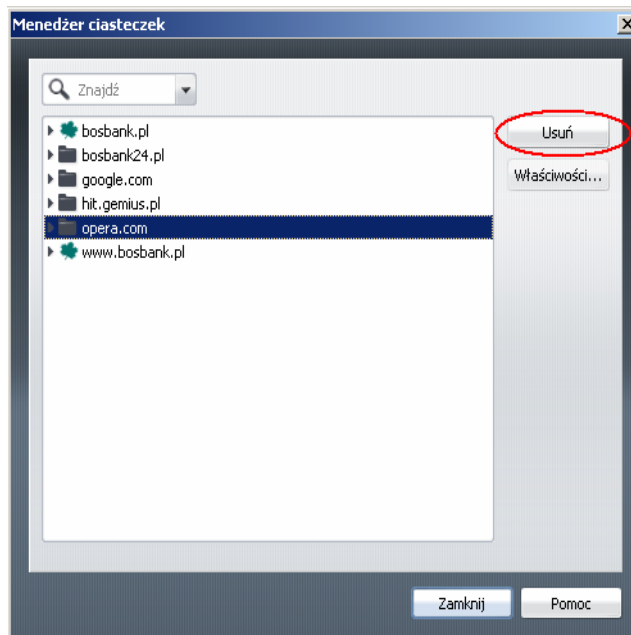 Menedżer ciasteczek
Znajdź
bosbank.pl
bosbank24.pl
google.com
hit.gemius.pl
opera.com
www.bosbank.pl
Usuń
Właściwości...
Zamknij
Pomoc